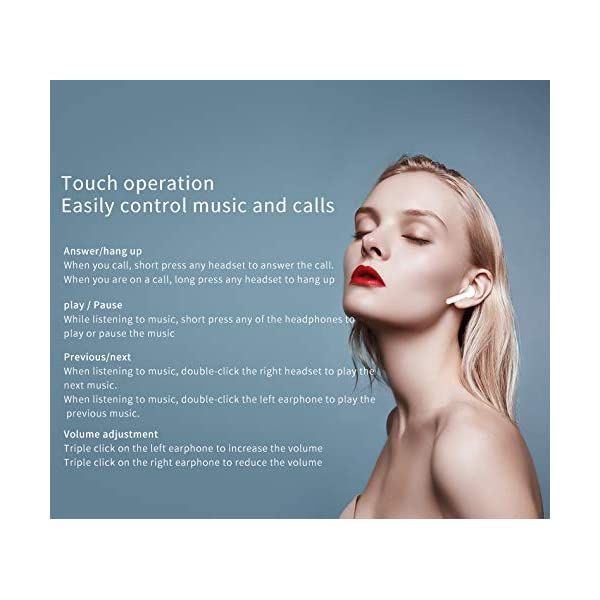 Touch operation
Easily control music and calls
Answer/hang up
When you call, short press any headset to answer the call.
When you are on a call, long press any headset to hang up
play / Pause
While listening to music, short press any of the headphones to
play or pause the music
Previous/next
When listening to music, double-click the right headset to play the
next music.
When listening to music, double-click the left earphone to play the
previous music.
Volume adjustment
Triple click on the left earphone to increase the volume
Triple click on the right earphone to reduce the volume